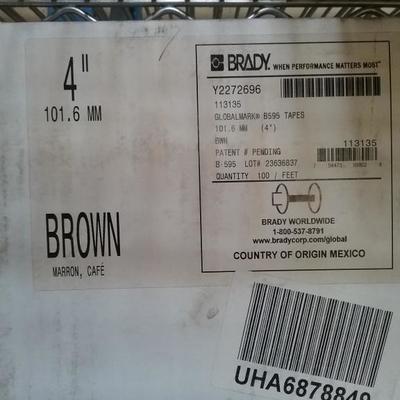 4"
101.6 MM
BROWN
MARRON, CAFÉ
BRADY. WHEN PERFORMANCE MATTERS MOST™
Y2272696
113135
GLOBALMARK® B595 TAPES
101.6 MM (4")
BWN
PATENT # PENDING
113135
B-595 LOT# 23636837
QUANTITY 100 / FEET
BRADY WORLDWIDE
1-800-537-8791
www.bradycorp.com/global
COUNTRY OF ORIGIN MEXICO
UHA6878849